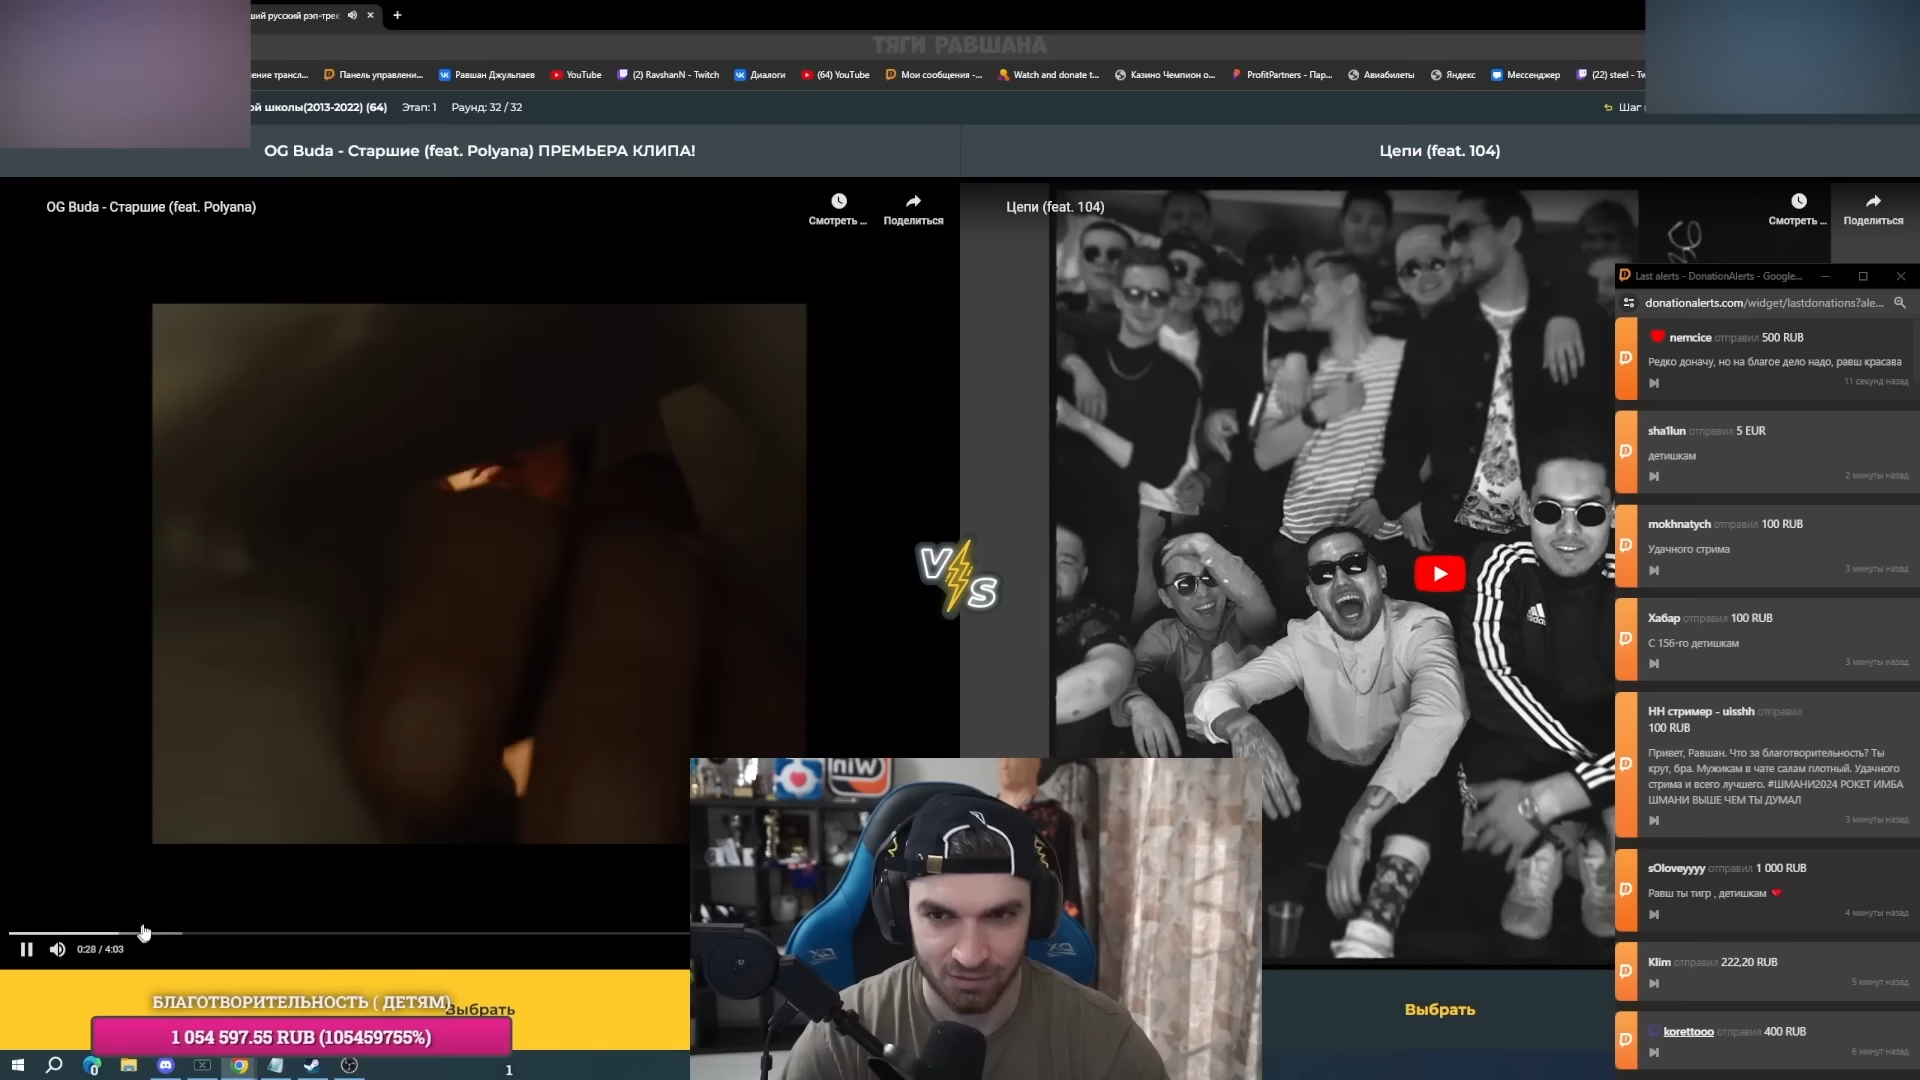 ший русский рэп-трек
ТЯГИ РАВШАНА
ение трансл...
Панель управлени...
Равшан Джульпаев
YouTube
(2) RavshanN - Twitch
Диалоги
(64) YouTube
Мои сообщения -...
Watch and donate t...
Казино Чемпион о...
ProfitPartners - Пар...
Авиабилеты
Яндекс
Мессенджер
(22) steel - Tw
ой школы(2013-2022) (64)
Этап: 1
Раунд: 32 / 32
Шаг
OG Buda - Старшие (feat. Polyana) ПРЕМЬЕРА КЛИПА!
Цепи (feat. 104)
OG Buda - Старшие (feat. Polyana)
Смотреть ...
Поделиться
Цепи (feat. 104)
Смотреть ...
Поделиться
Last alerts - DonationAlerts - Google...
donationalerts.com/widget/lastdonations?ale...
nemcice отправил 500 RUB
Редко доначу, но на благое дело надо, равш красава
11 секунд назад
sha1lun отправил 5 EUR
детишкам
2 минуты назад
mokhnatych отправил 100 RUB
Удачного стрима
3 минуты назад
Хабар отправил 100 RUB
С 156-го детишкам
3 минуты назад
НН стример - uisshh отправил
100 RUB
Привет, Равшан. Что за благотворительность? Ты
крут, бра. Мужикам в чате салам плотный. Удачного
стрима и всего лучшего. #ШМАНИ2024 РОКЕТ ИМБА
ШМАНИ ВЫШЕ ЧЕМ ТЫ ДУМАЛ
3 минуты назад
sOloveyyyy отправил 1 000 RUB
Равш ты тигр , детишкам
4 минуты назад
Klim отправил 222,20 RUB
5 минут назад
korettooo отправил 400 RUB
6 минут назад
VS
adidas
0:28 / 4:03
Выбрать
БЛАГОТВОРИТЕЛЬНОСТЬ ( ДЕТЯМ)
1 054 597.55 RUB (105459755%)
Выбрать
1